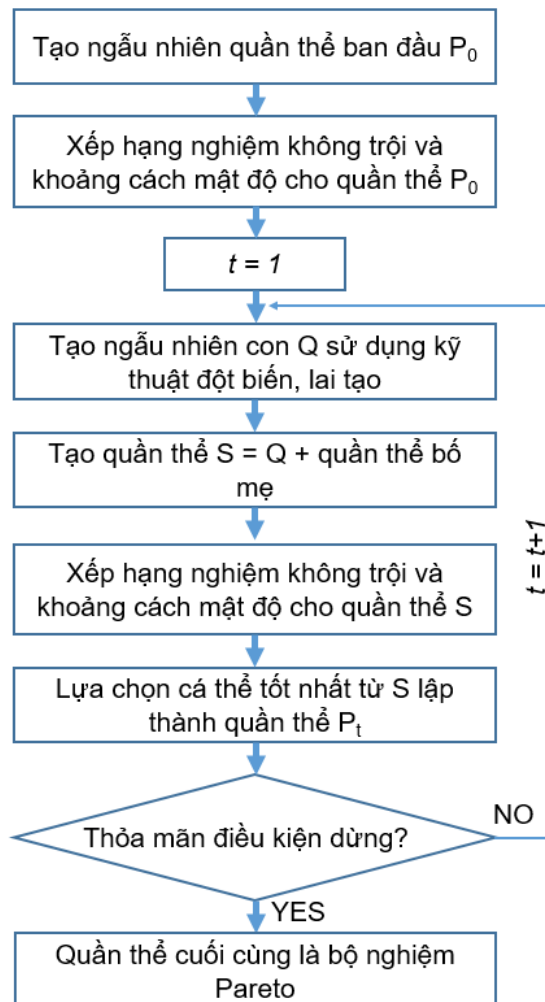 Tạo ngẫu nhiên quần thể ban đầu P₀
Xếp hạng nghiệm không trội và
khoảng cách mật độ cho quần thể P₀
t = 1
Tạo ngẫu nhiên con Q sử dụng kỹ
thuật đột biến, lai tạo
Tạo quần thể S = Q + quần thể bố
mẹ
Xếp hạng nghiệm không trội và
khoảng cách mật độ cho quần thể S
t = t+1
Lựa chọn cá thể tốt nhất từ S lập
thành quần thể Pₜ
Thỏa mãn điều kiện dừng?
NO
YES
Quần thể cuối cùng là bộ nghiệm
Pareto